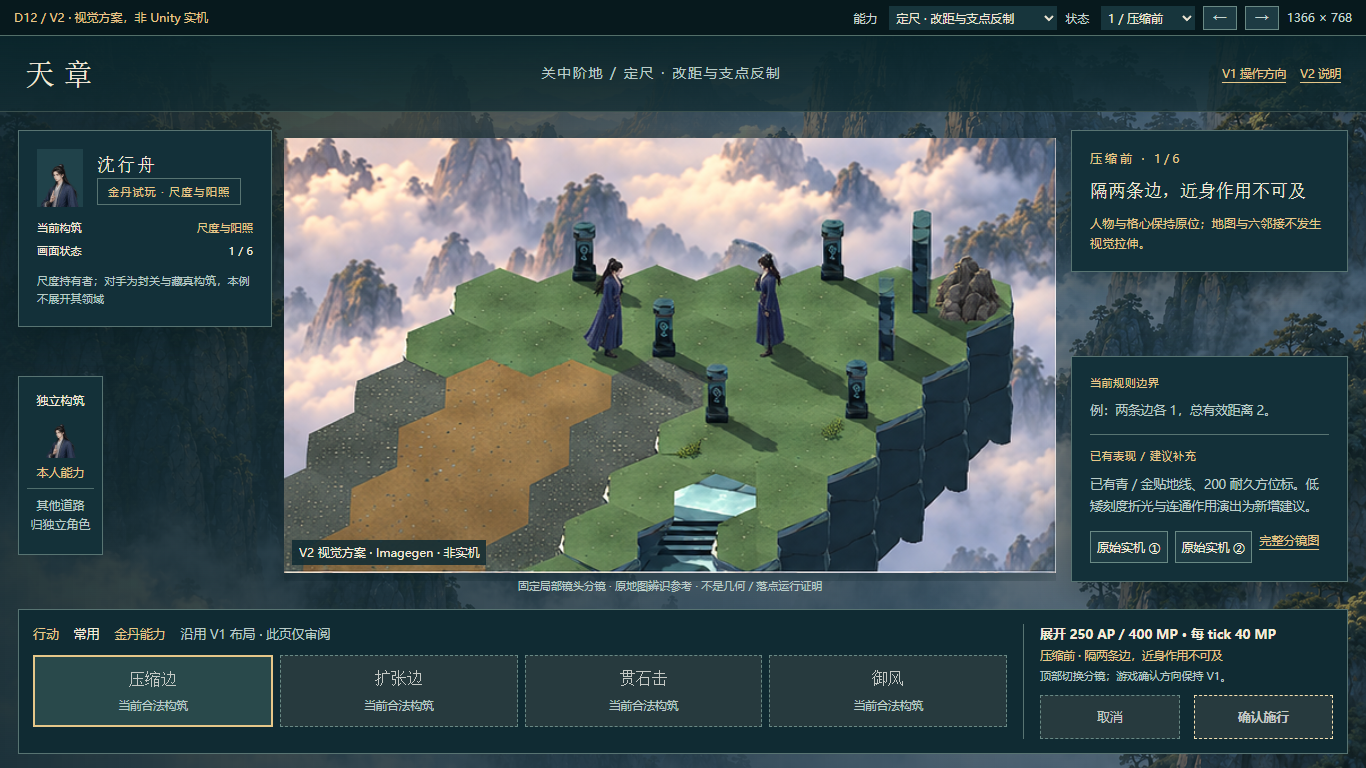 D12 / V2 · 视觉方案，非 Unity 实机
能力 定尺 · 改距与支点反制 状态 1 / 压缩前 ← → 1366 × 768
天章
关中阶地 / 定尺 · 改距与支点反制
V1 操作方向 V2 说明
沈行舟
金丹试玩 · 尺度与阳照
当前构筑 尺度与阳照
画面状态 1 / 6
尺度持有者；对手为封关与藏真构筑，本例
不展开其领域
独立构筑
本人能力
其他道路
归独立角色
V2 视觉方案 · Imagegen · 非实机
固定局部镜头分镜 · 原地图辨识参考 · 不是几何 / 落点运行证明
压缩前 · 1 / 6
隔两条边，近身作用不可及
人物与格心保持原位；地图与六邻接不发生
视觉拉伸。
当前规则边界
例：两条边各 1，总有效距离 2。
已有表现 / 建议补充
已有青 / 金贴地线、200 耐久方位标。低
矮刻度折光与连通作用演出为新增建议。
原始实机 ① 原始实机 ② 完整分镜图
行动 常用 金丹能力 沿用 V1 布局 · 此页仅审阅
压缩边
当前合法构筑
扩张边
当前合法构筑
贯石击
当前合法构筑
御风
当前合法构筑
展开 250 AP / 400 MP • 每 tick 40 MP
压缩前 · 隔两条边，近身作用不可及
顶部切换分镜；游戏确认方向保持 V1。
取消 确认施行